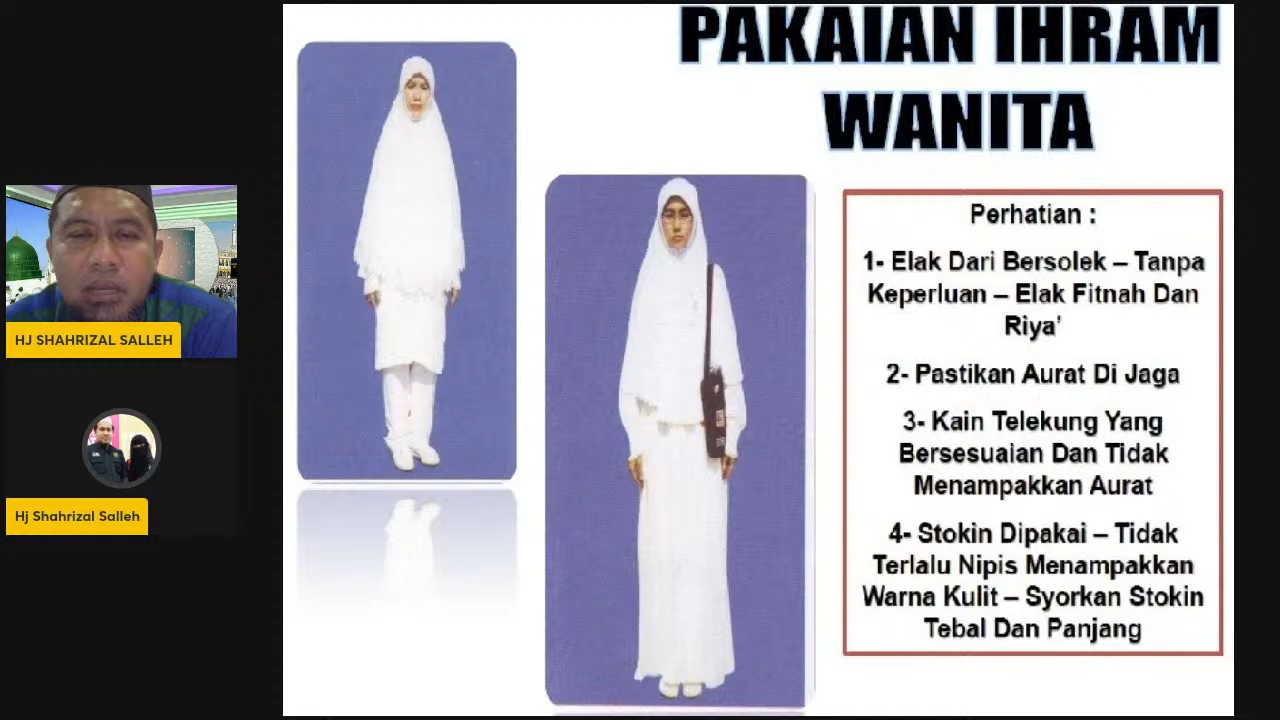 PAKAIAN IHRAM
WANITA
HJ SHAHRIZAL SALLEH
Hj Shahrizal Salleh
Perhatian :
1- Elak Dari Bersolek – Tanpa
Keperluan – Elak Fitnah Dan
Riya'
2- Pastikan Aurat Di Jaga
3- Kain Telekung Yang
Bersesuaian Dan Tidak
Menampakkan Aurat
4- Stokin Dipakai – Tidak
Terlalu Nipis Menampakkan
Warna Kulit – Syorkan Stokin
Tebal Dan Panjang